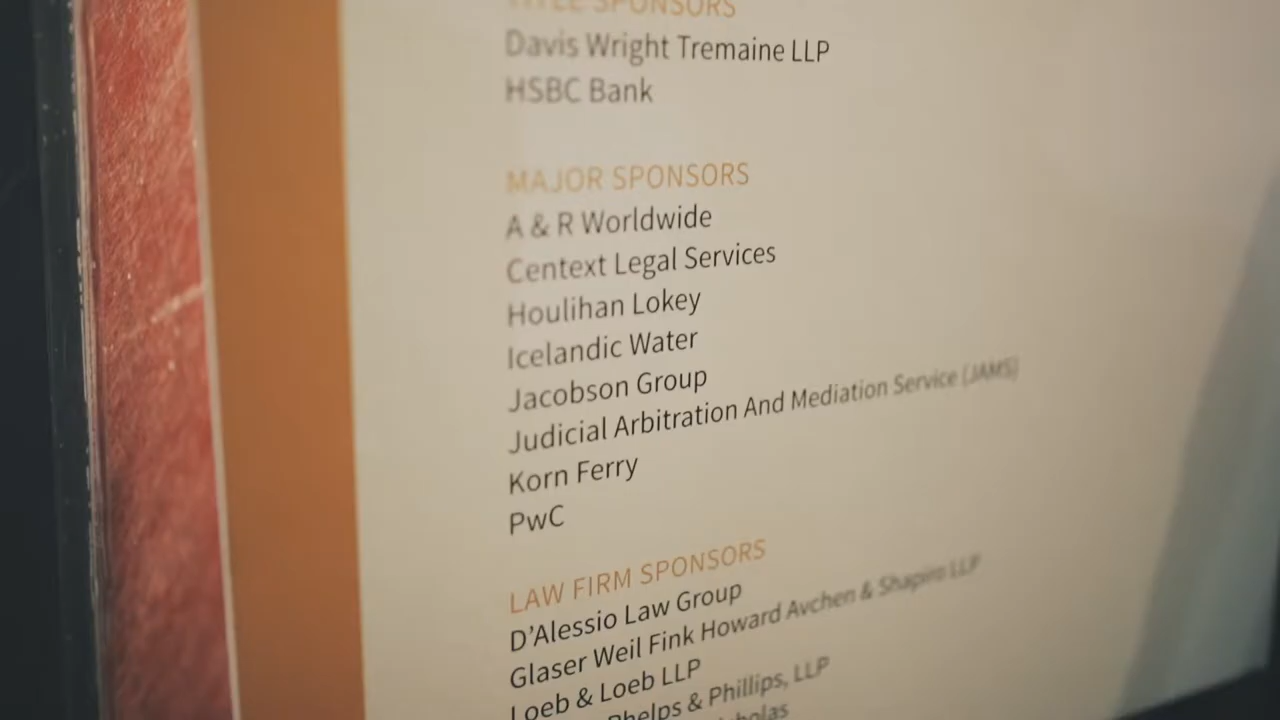 TITLE SPONSORS
Davis Wright Tremaine LLP
HSBC Bank
MAJOR SPONSORS
A & R Worldwide
Centext Legal Services
Houlihan Lokey
Icelandic Water
Jacobson Group
Judicial Arbitration And Mediation Service (JAMS)
Korn Ferry
PwC
LAW FIRM SPONSORS
D'Alessio Law Group
Glaser Weil Fink Howard Avchen & Shapiro LLP
Loeb & Loeb LLP
Phelps & Phillips, LLP